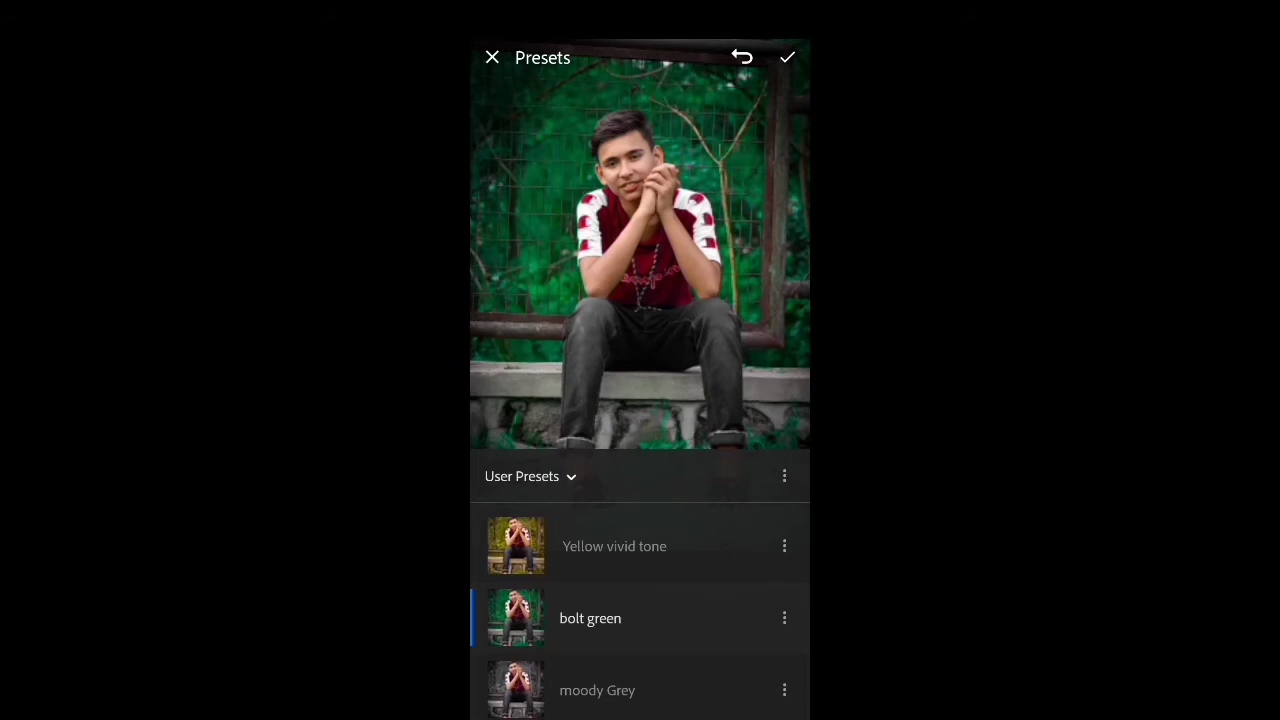 Presets
User Presets
Yellow vivid tone
bolt green
moody Grey